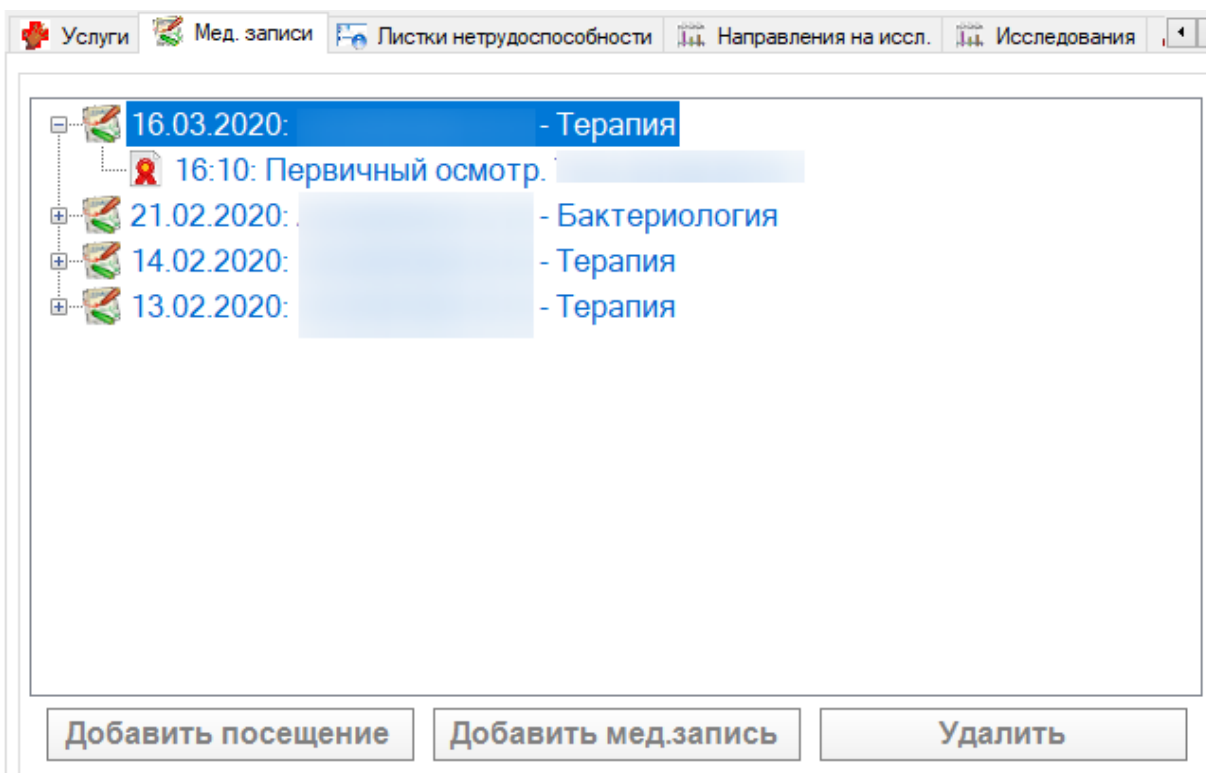 Услуги Мед. записи Листки нетрудоспособности Направления на иссл. Исследования
16.03.2020: - Терапия
16:10: Первичный осмотр.
21.02.2020: - Бактериология
14.02.2020: - Терапия
13.02.2020: - Терапия
Добавить посещение Добавить мед.запись Удалить